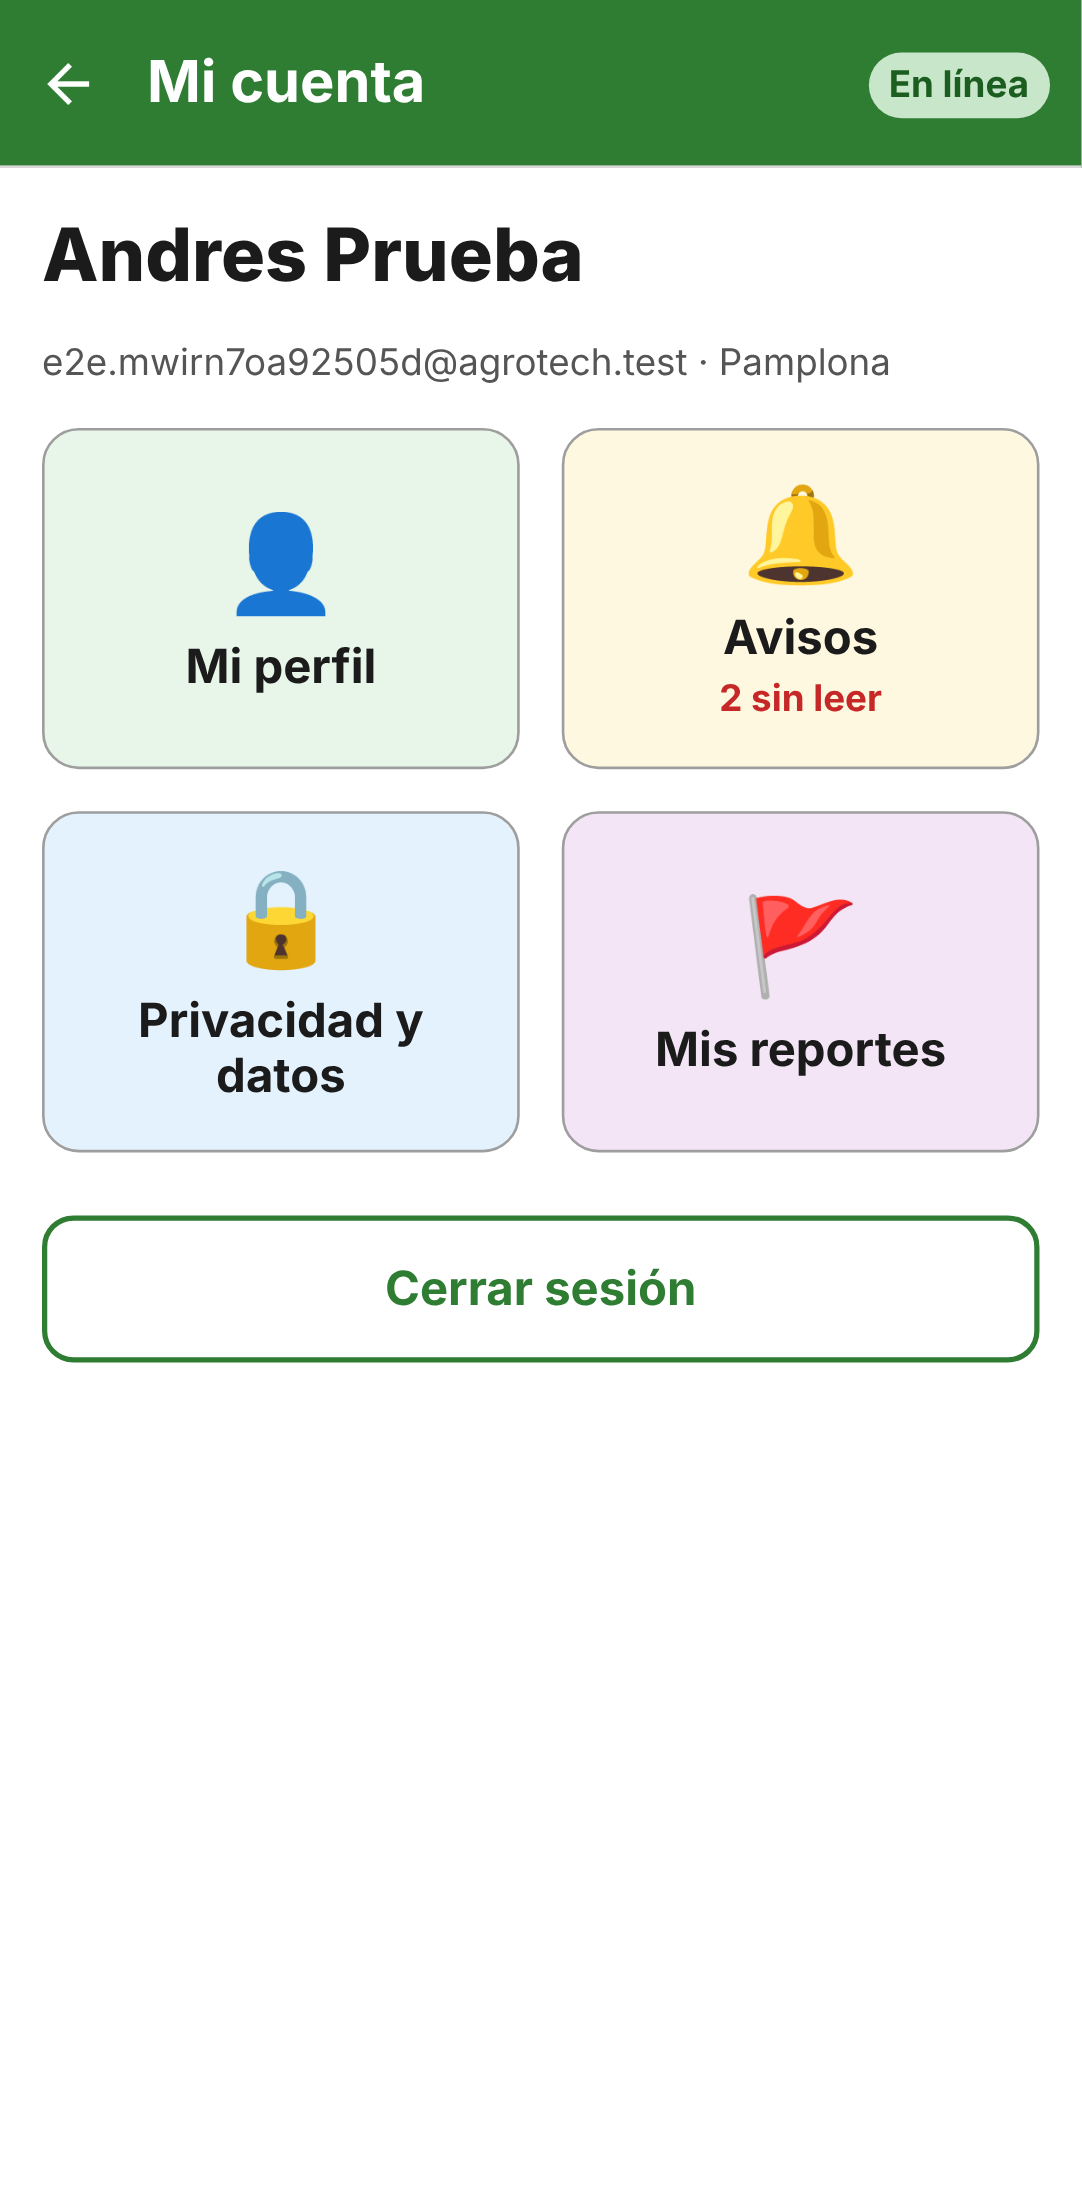 Mi cuenta
En línea
Andres Prueba
e2e.mwirn7oa92505d@agrotech.test · Pamplona
Mi perfil
Avisos
2 sin leer
Privacidad y
datos
Mis reportes
Cerrar sesión